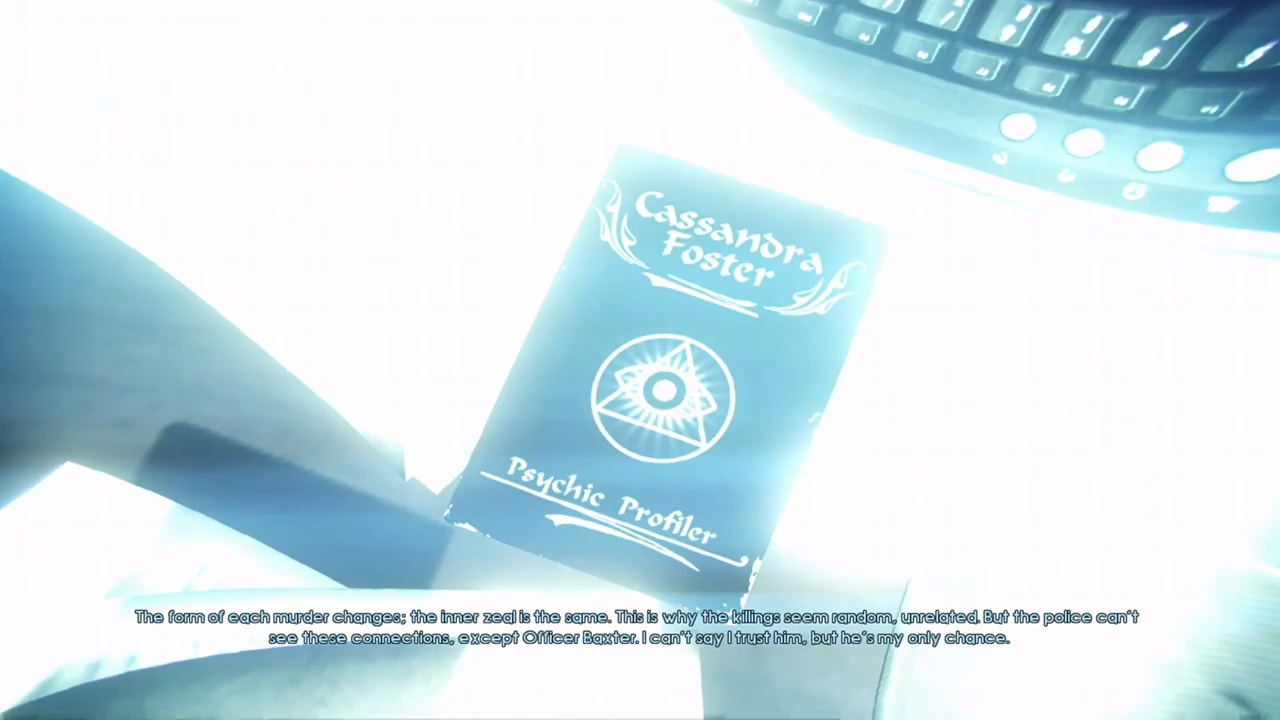 Cassandra
Foster
Psychic Profiler
The form of each murder changes; the inner zeal is the same. This is why the killings seem random, unrelated. But the police can't
see these connections, except Officer Baxter. I can't say I trust him, but he's my only chance.